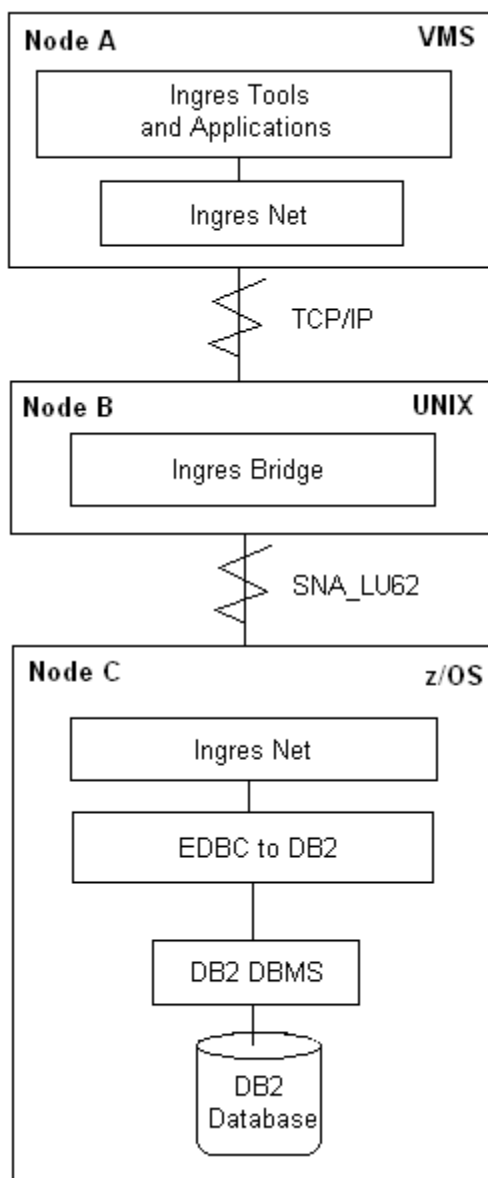 Node A
VMS
Ingres Tools
and Applications
Ingres Net
TCP/IP
Node B
UNIX
Ingres Bridge
SNA_LU62
Node C
z/OS
Ingres Net
EDBC to DB2
DB2 DBMS
DB2
Database